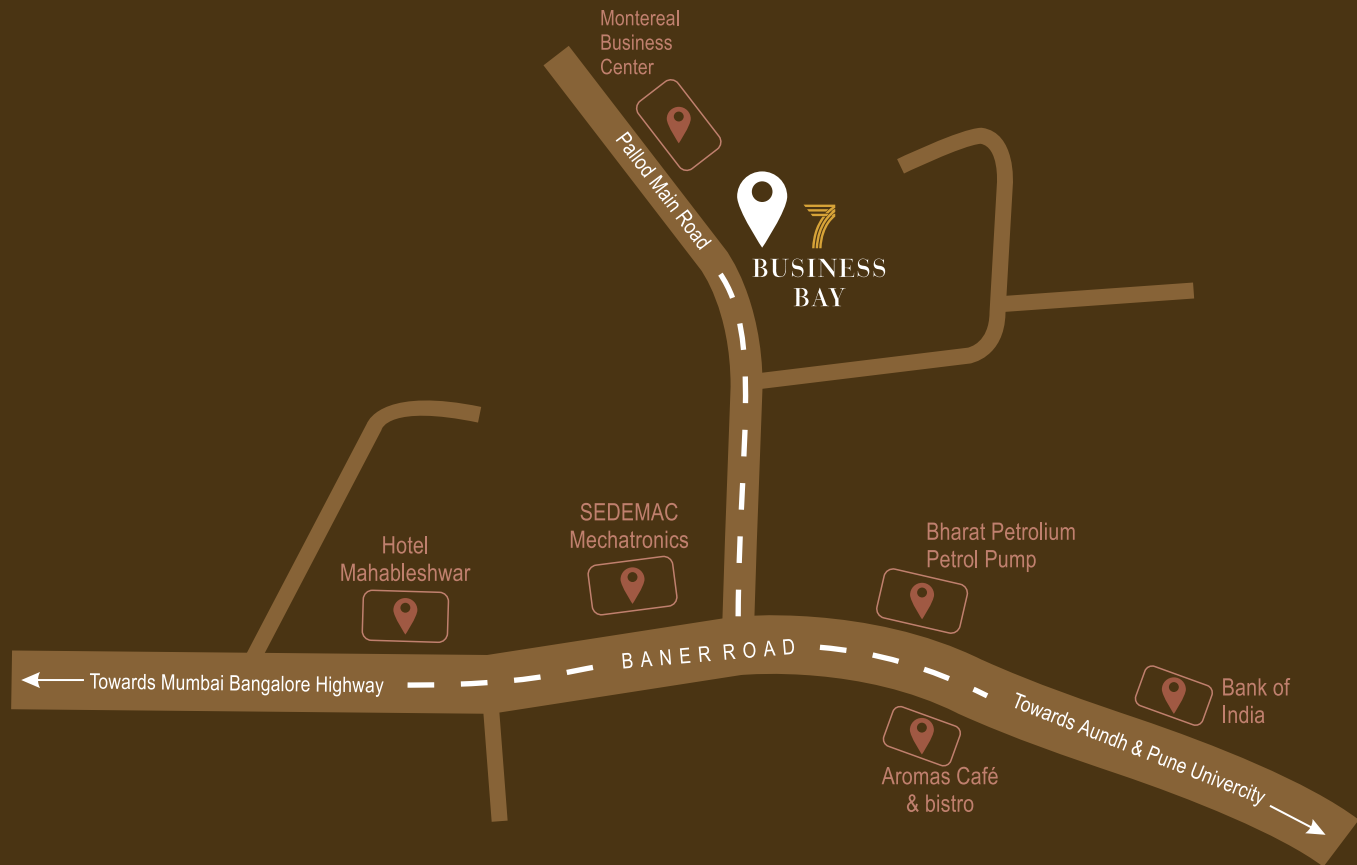 Montereal
Business
Center
Pallod Main Road
7
BUSINESS
BAY
SEDEMAC
Mechatronics
Hotel
Mahableshwar
Bharat Petrolium
Petrol Pump
BANER ROAD
Towards Mumbai Bangalore Highway
Towards Aundh & Pune Univercity
Bank of
India
Aromas Café
& bistro